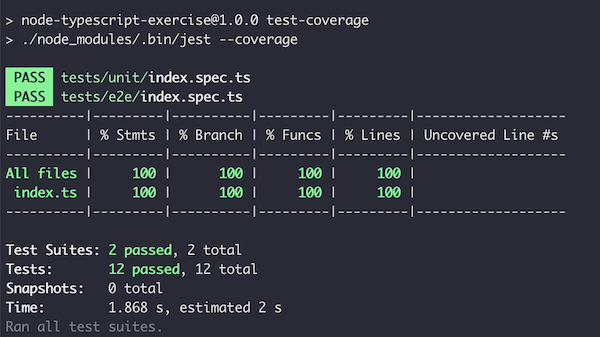 > node-typescript-exercise@1.0.0 test-coverage
> ./node_modules/.bin/jest --coverage
PASS tests/unit/index.spec.ts
PASS tests/e2e/index.spec.ts
----------|---------|----------|---------|---------|-------------------
File      | % Stmts | % Branch | % Funcs | % Lines | Uncovered Line #s
----------|---------|----------|---------|---------|-------------------
All files |     100 |      100 |     100 |     100 |
 index.ts |     100 |      100 |     100 |     100 |
----------|---------|----------|---------|---------|-------------------
Test Suites: 2 passed, 2 total
Tests:       12 passed, 12 total
Snapshots:   0 total
Time:        1.868 s, estimated 2 s
Ran all test suites.